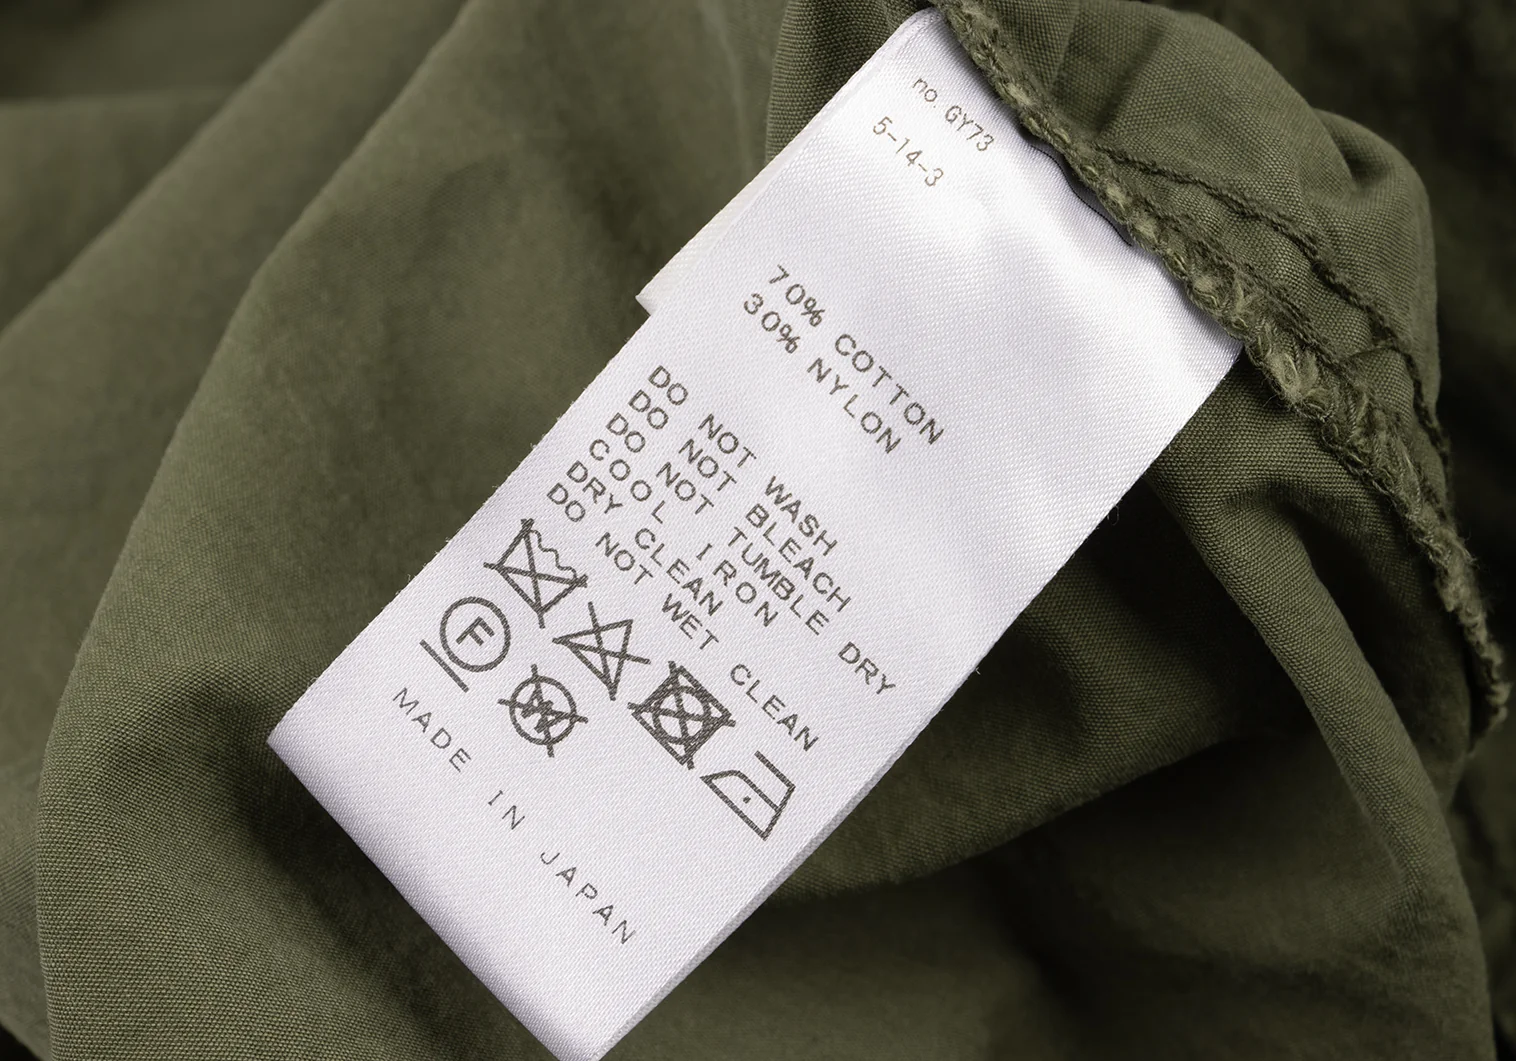 no. GY73
5-14-3
70% COTTON
30% NYLON
DO NOT WASH
DO NOT BLEACH
DO NOT TUMBLE DRY
COOL IRON
DRY CLEAN
DO NOT WET CLEAN
F
W
MADE IN JAPAN